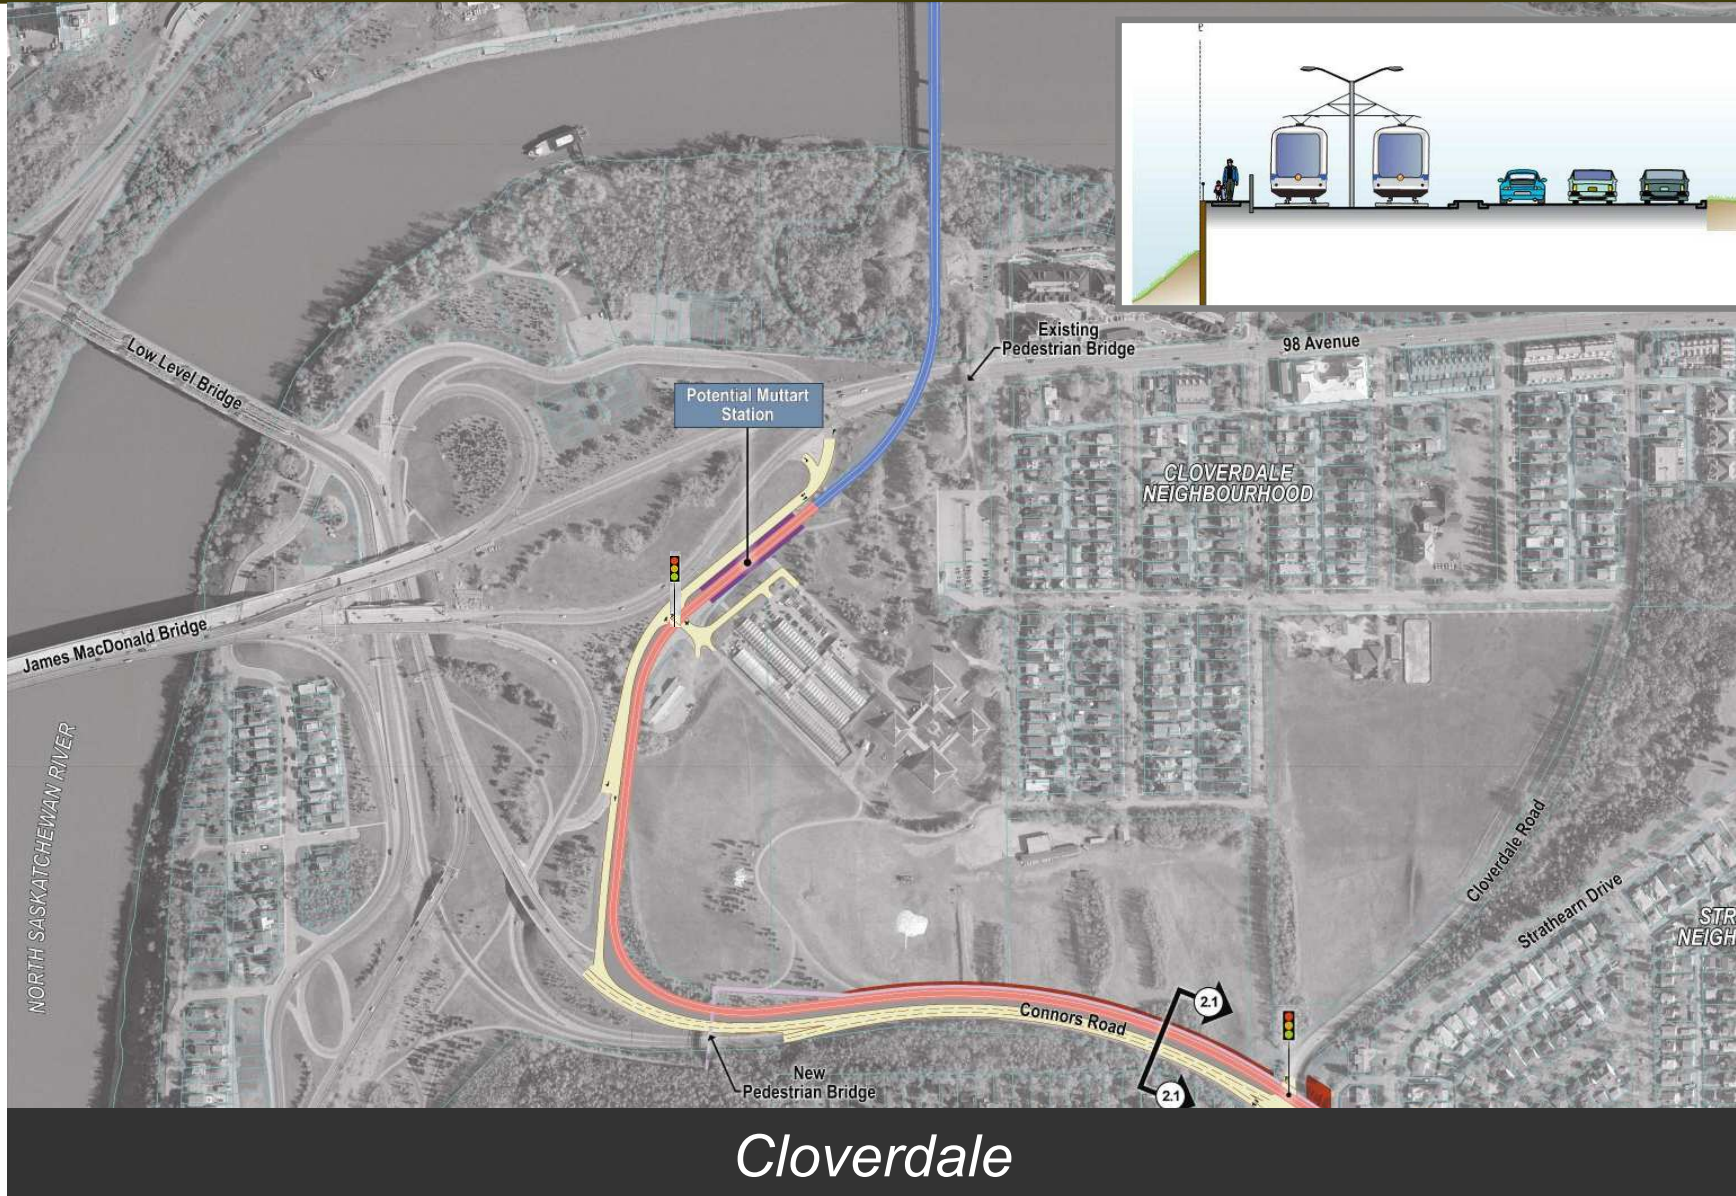 Existing
Pedestrian Bridge
98 Avenue
Low Level Bridge
Potential Muttart
Station
CLOVERDALE
NEIGHBOURHOOD
James MacDonald Bridge
NORTH SASKATCHEWAN RIVER
Cloverdale Road
Strathearn Drive
STR
NEIGH
2.1
Connors Road
New
Pedestrian Bridge
2.1
Cloverdale